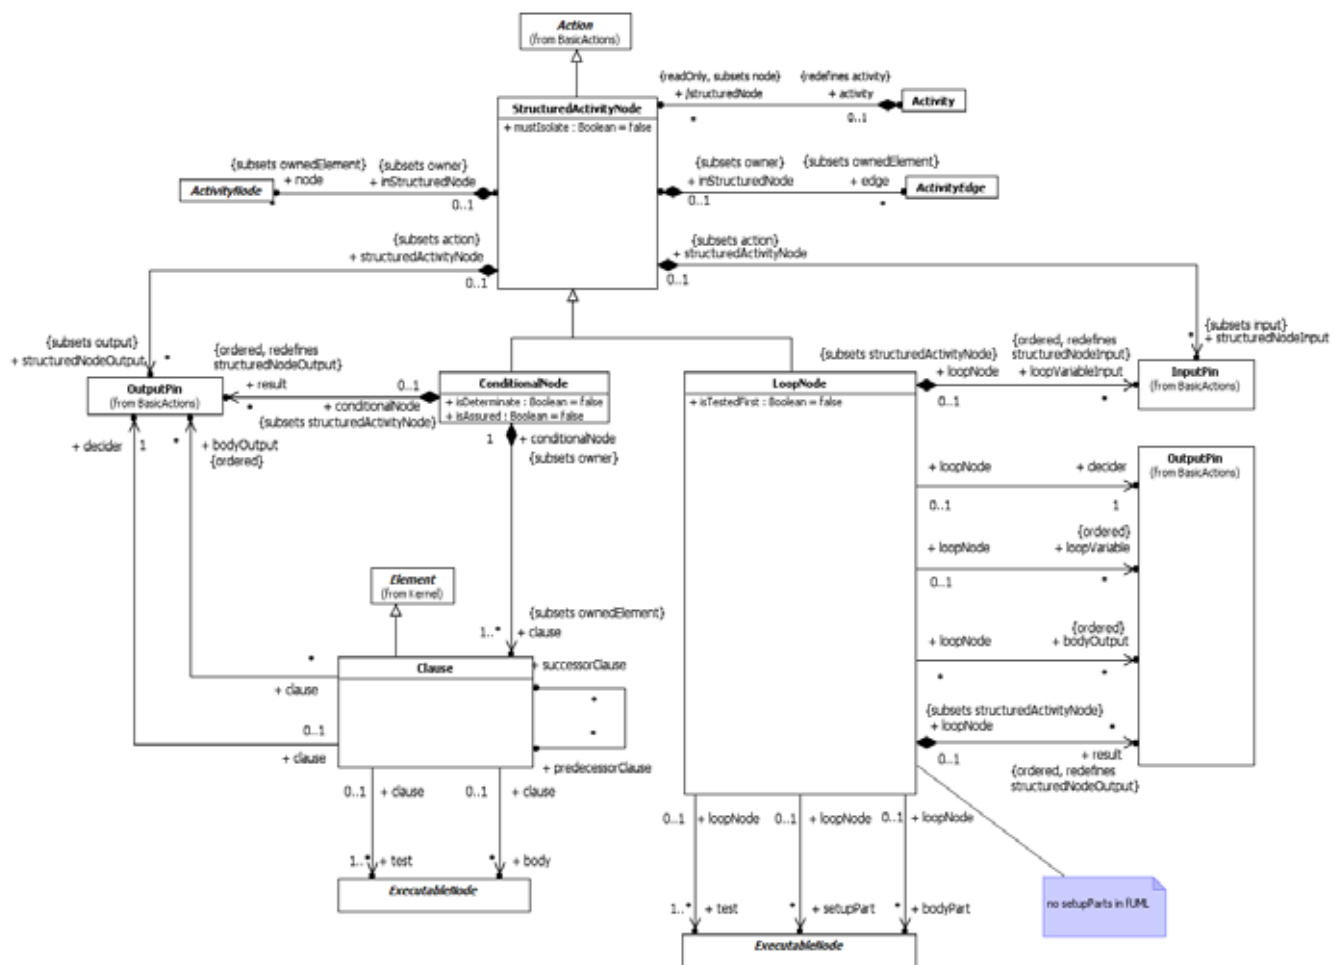 Action
(from BasicActions)
{readOnly, subsets node}
{redefines activity}
+ /structuredNode
+ activity
Activity
*
0..1
StructuredActivityNode
+ mustIsolate : Boolean = false
{subsets ownedElement}
{subsets owner}
+ node
+ inStructuredNode
ActivityNode
*
0..1
{subsets owner}
{subsets ownedElement}
+ inStructuredNode
+ edge
ActivityEdge
0..1
*
{subsets action}
+ structuredActivityNode
0..1
{subsets action}
+ structuredActivityNode
0..1
{subsets output}
+ structuredNodeOutput
*
{ordered, redefines
structuredNodeOutput}
+ result
0..1
*
+ conditionalNode
{subsets structuredActivityNode}
OutputPin
(from BasicActions)
ConditionalNode
+ isDeterminate : Boolean = false
+ isAssured : Boolean = false
LoopNode
+ isTestedFirst : Boolean = false
{subsets structuredActivityNode}
+ loopNode
0..1
{ordered, redefines
structuredNodeInput}
+ loopVariableInput
*
*
{subsets input}
+ structuredNodeInput
InputPin
(from BasicActions)
+ decider
1
*
+ bodyOutput
{ordered}
1
+ conditionalNode
{subsets owner}
OutputPin
(from BasicActions)
+ loopNode
+ decider
0..1
1
{ordered}
+ loopNode
+ loopVariable
0..1
*
Element
(from Kernel)
{subsets ownedElement}
1..*
+ clause
{ordered}
+ loopNode
+ bodyOutput
*
*
Clause
+ successorClause
*
*
+ predecessorClause
*
+ clause
0..1
+ clause
{subsets structuredActivityNode}
+ loopNode
0..1
*
+ result
{ordered, redefines
structuredNodeOutput}
0..1
+ clause
0..1
+ clause
1..*
+ test
*
+ body
ExecutableNode
0..1
+ loopNode
0..1
+ loopNode
0..1
+ loopNode
1..*
+ test
*
+ setupPart
*
+ bodyPart
ExecutableNode
no setupParts in fUML